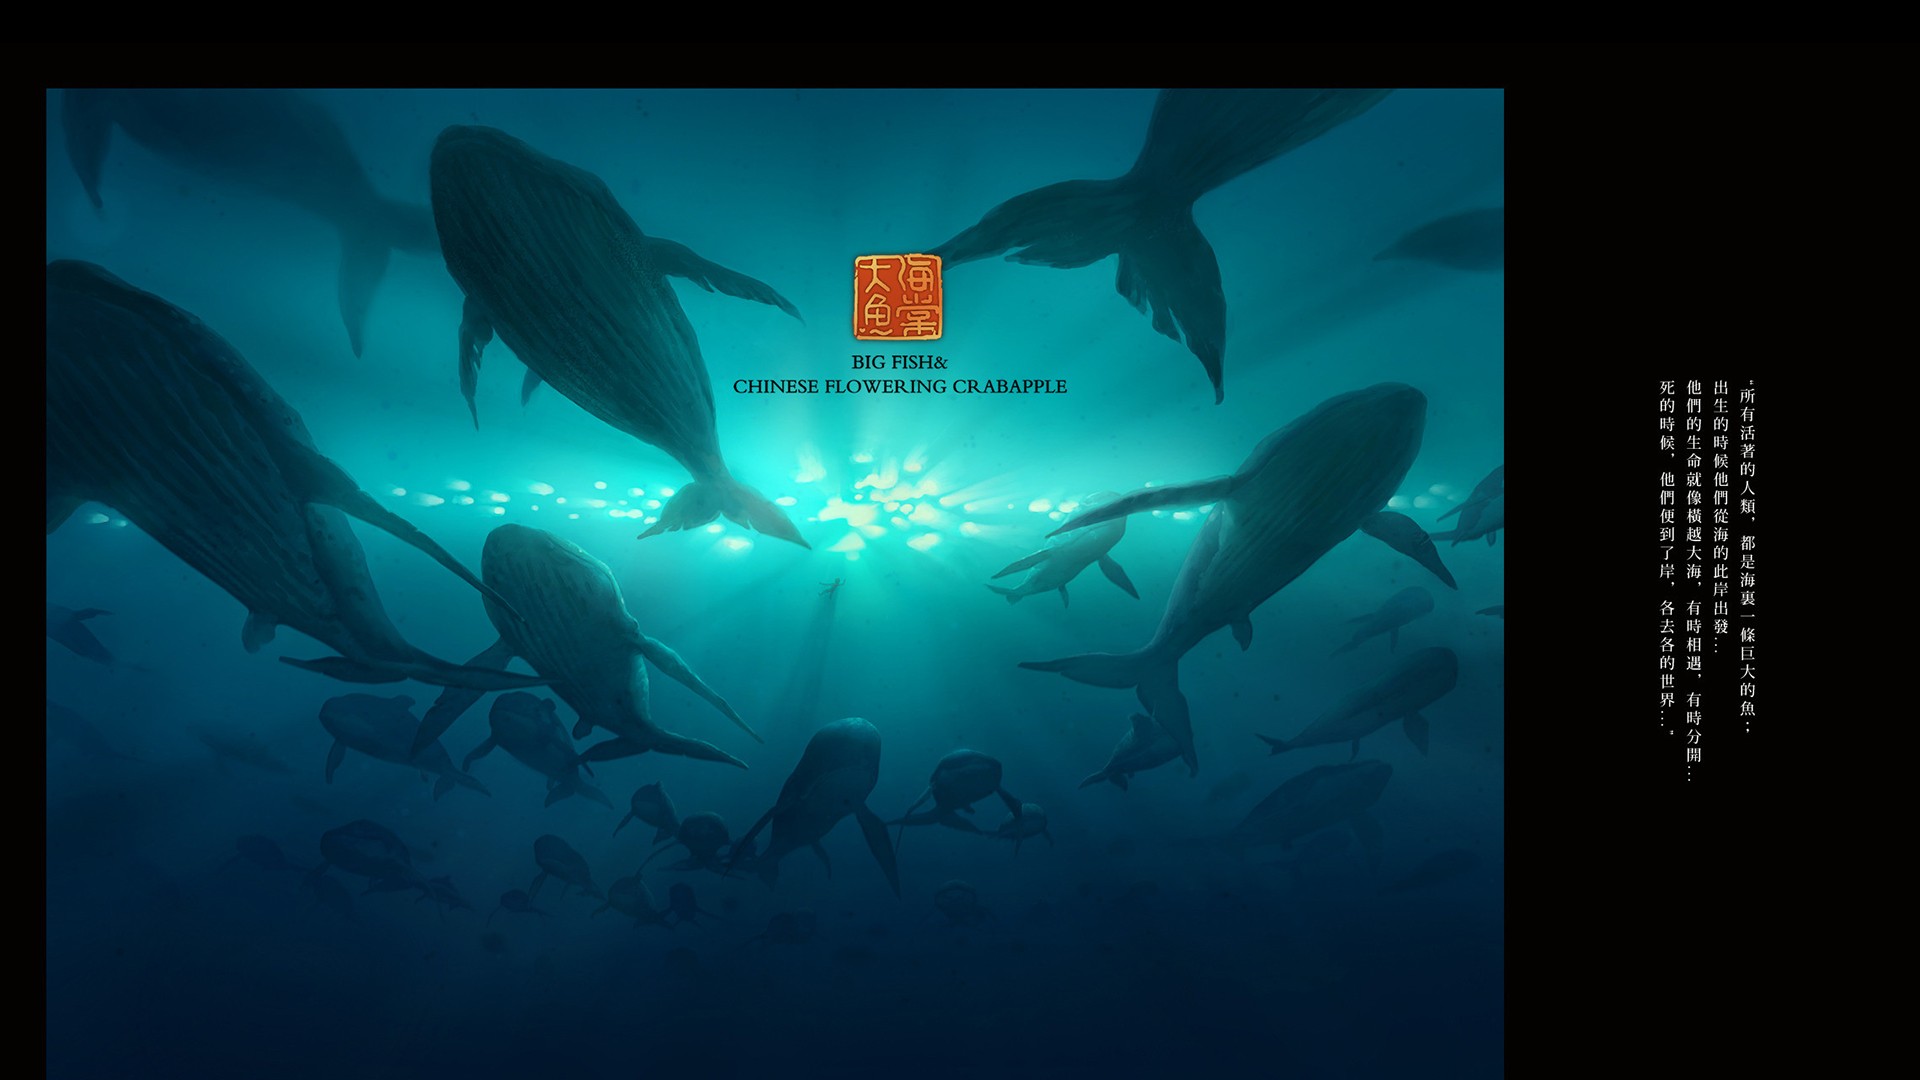 大魚
海棠
BIG FISH&
CHINESE FLOWERING CRABAPPLE
"所有活著的人類，都是海裏一條巨大的魚；
出生的時候他們從海的此岸出發…
他們的生命就像橫越大海，有時相遇，有時分開…
死的時候，他們便到了岸，各去各的世界…"